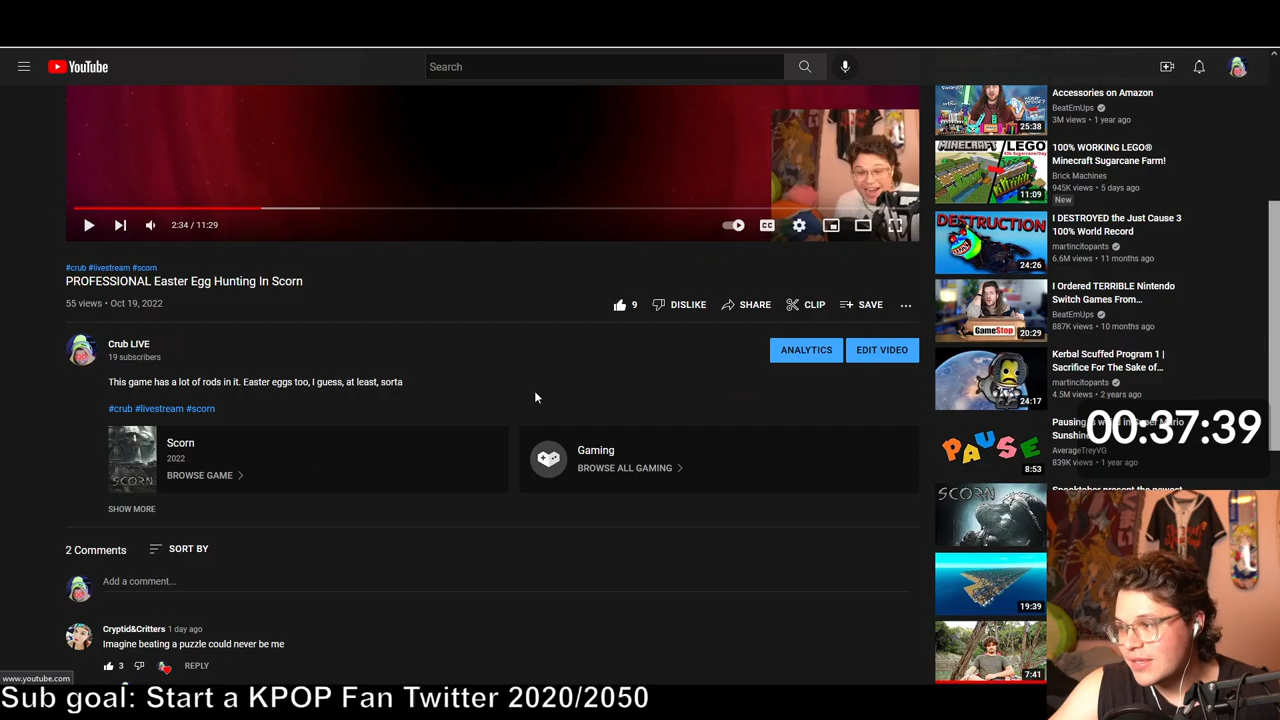 YouTube
Search
2:34 / 11:29
CC
#crub #livestream #scorn
PROFESSIONAL Easter Egg Hunting In Scorn
55 views • Oct 19, 2022
9
DISLIKE
SHARE
CLIP
SAVE
Crub LIVE
19 subscribers
ANALYTICS
EDIT VIDEO
This game has a lot of rods in it. Easter eggs too, I guess, at least, sorta
#crub #livestream #scorn
SCORN
Scorn
2022
BROWSE GAME
Gaming
BROWSE ALL GAMING
SHOW MORE
2 Comments
SORT BY
Add a comment...
Cryptid&Critters 1 day ago
Imagine beating a puzzle could never be me
3
REPLY
www.youtube.com
25:38
Accessories on Amazon
BeatEmUps
3M views • 1 year ago
MINECRAFT
LEGO
11:09
100% WORKING LEGO®
Minecraft Sugarcane Farm!
Brick Machines
945K views • 5 days ago
New
DESTRUCTION
24:26
I DESTROYED the Just Cause 3
100% World Record
martincitopants
6.6M views • 11 months ago
GameStop
20:29
I Ordered TERRIBLE Nintendo
Switch Games From...
BeatEmUps
887K views • 10 months ago
24:17
Kerbal Scuffed Program 1 |
Sacrifice For The Sake of...
martincitopants
4.5M views • 2 years ago
PAUSE
8:53
Sunshine
AverageTreyVG
839K views • 1 year ago
00:37:39
SCORN
19:39
7:41
Sub goal: Start a KPOP Fan Twitter 2020/2050